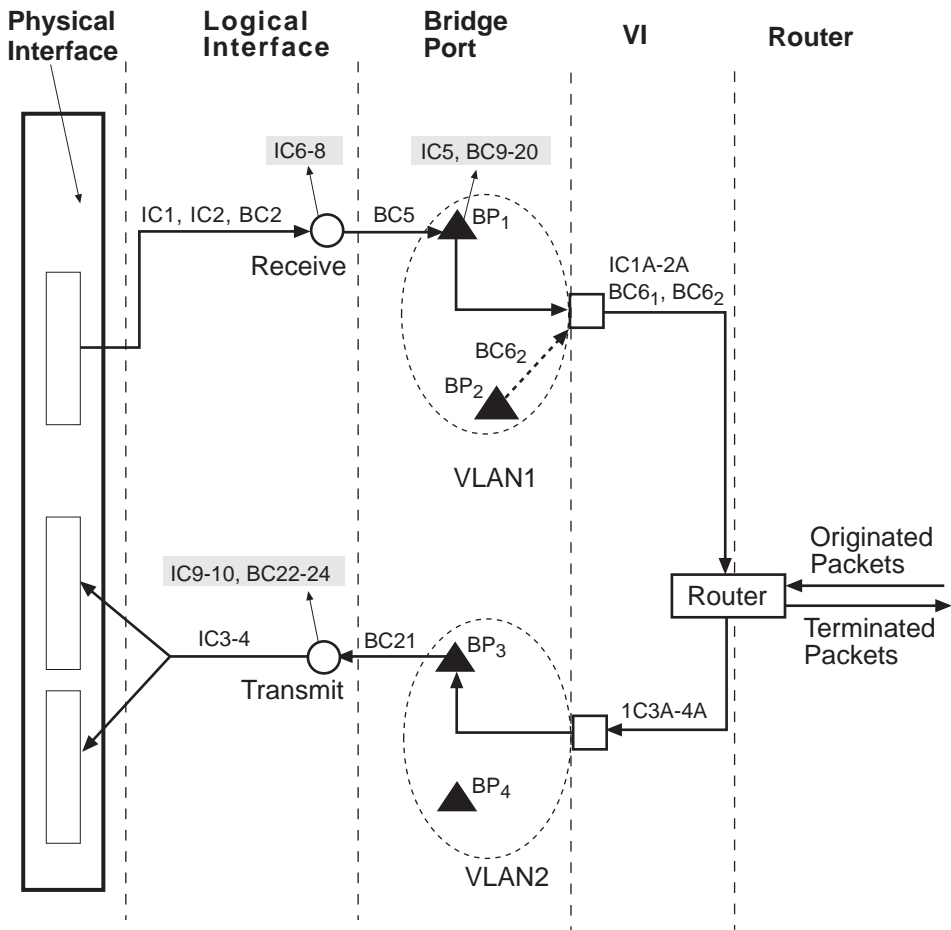 Physical
Interface
Logical
Interface
Bridge
Port
VI
Router
IC6-8
IC5, BC9-20
IC1, IC2, BC2
BC5
BP1
Receive
IC1A-2A
BC61, BC62
BC62
BP2
VLAN1
Originated
Packets
IC9-10, BC22-24
Router
Terminated
Packets
IC3-4
BC21
BP3
Transmit
1C3A-4A
BP4
VLAN2